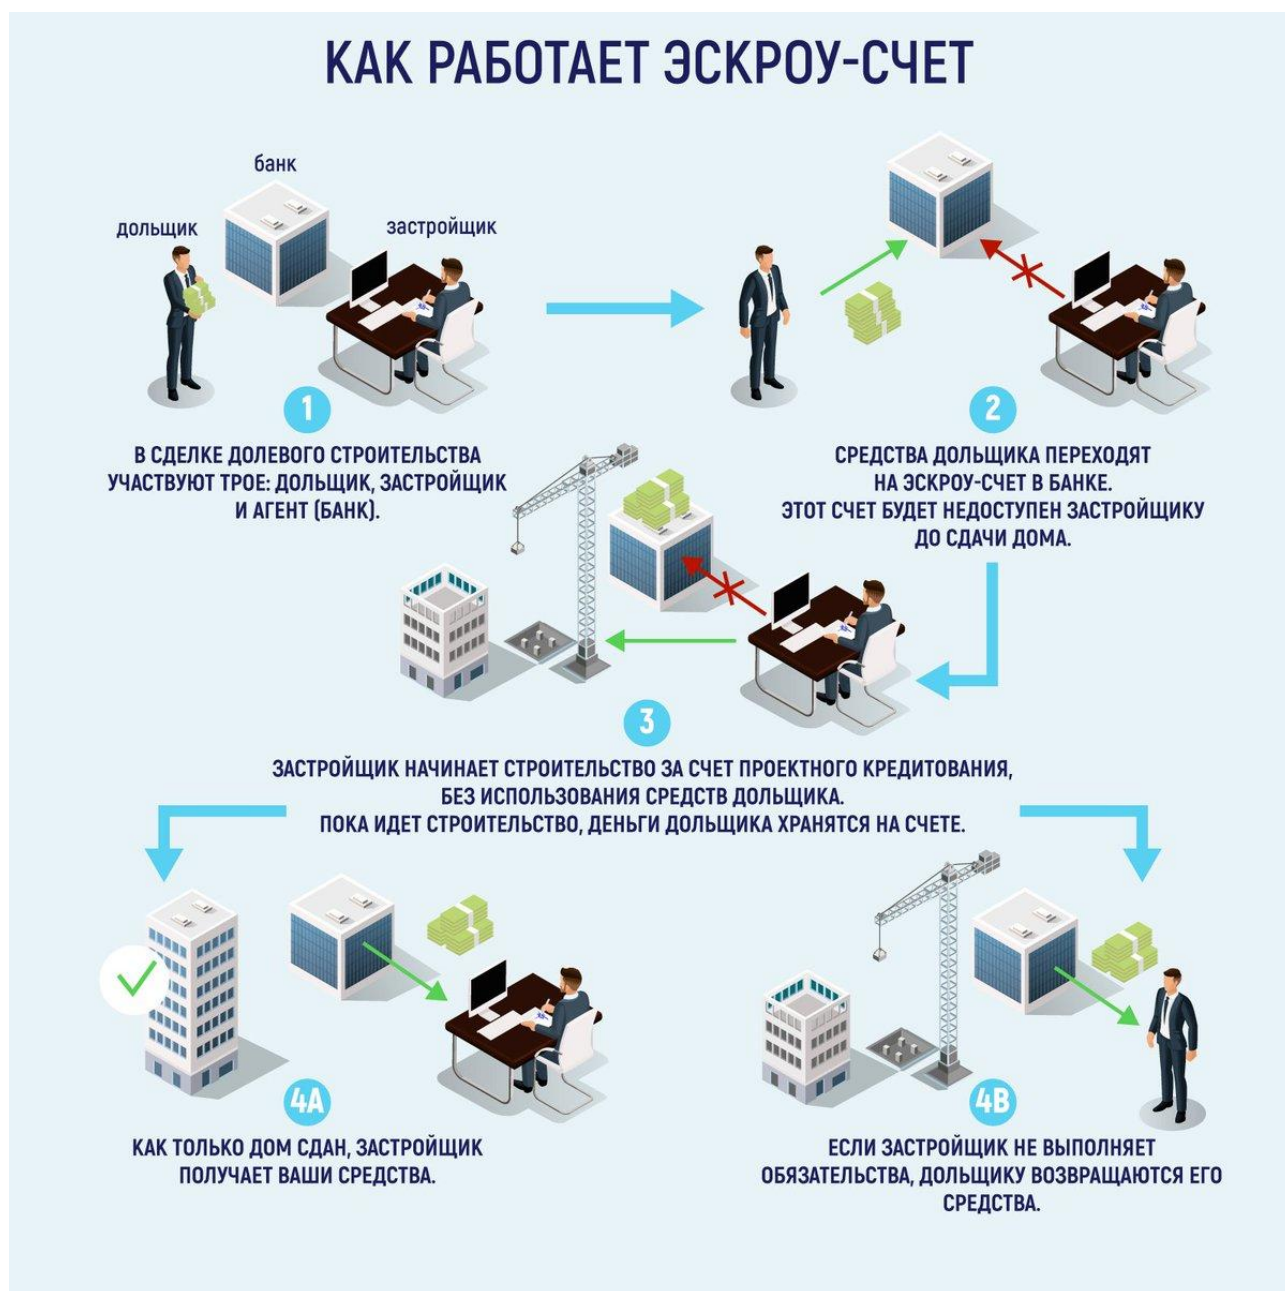 КАК РАБОТАЕТ ЭСКРОУ-СЧЕТ
банк
дольщик
застройщик
1
В СДЕЛКЕ ДОЛЕВОГО СТРОИТЕЛЬСТВА
УЧАСТВУЮТ ТРОЕ: ДОЛЬЩИК, ЗАСТРОЙЩИК
И АГЕНТ (БАНК).
2
СРЕДСТВА ДОЛЬЩИКА ПЕРЕХОДЯТ
НА ЭСКРОУ-СЧЕТ В БАНКЕ.
ЭТОТ СЧЕТ БУДЕТ НЕДОСТУПЕН ЗАСТРОЙЩИКУ
ДО СДАЧИ ДОМА.
3
ЗАСТРОЙЩИК НАЧИНАЕТ СТРОИТЕЛЬСТВО ЗА СЧЕТ ПРОЕКТНОГО КРЕДИТОВАНИЯ,
БЕЗ ИСПОЛЬЗОВАНИЯ СРЕДСТВ ДОЛЬЩИКА.
ПОКА ИДЕТ СТРОИТЕЛЬСТВО, ДЕНЬГИ ДОЛЬЩИКА ХРАНЯТСЯ НА СЧЕТЕ.
4А
КАК ТОЛЬКО ДОМ СДАН, ЗАСТРОЙЩИК
ПОЛУЧАЕТ ВАШИ СРЕДСТВА.
4В
ЕСЛИ ЗАСТРОЙЩИК НЕ ВЫПОЛНЯЕТ
ОБЯЗАТЕЛЬСТВА, ДОЛЬЩИКУ ВОЗВРАЩАЮТСЯ ЕГО
СРЕДСТВА.